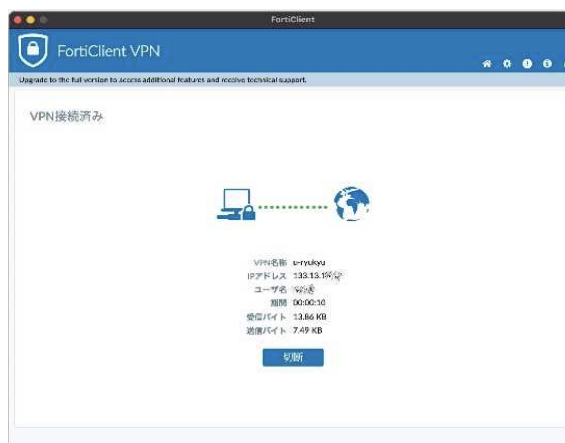 FortiClient
FortiClient VPN
Upgrade to the full version to access additional features and receive technical support.
VPN接続済み
VPN名称 u-ryukyu
IPアドレス 133.13.1
ユーザ名
期間 00:00:10
受信バイト 13.86 KB
送信バイト 7.49 KB
切断